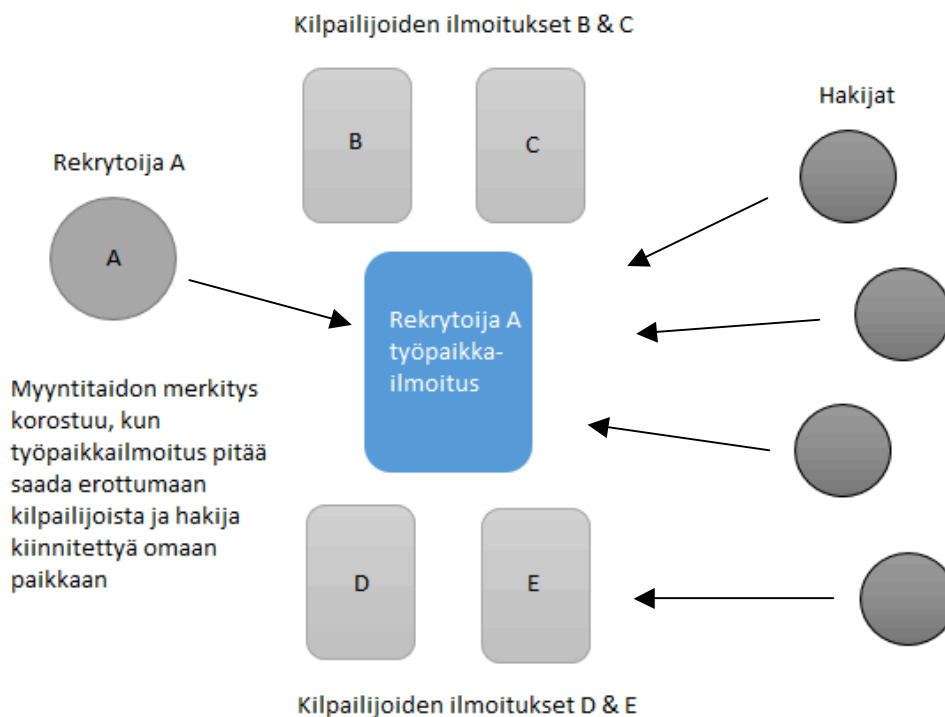 Kilpailijoiden ilmoitukset B & C
Hakijat
B
C
Rekrytoija A
A
Rekrytoija A
työpaikka-
ilmoitus
Myyntitaidon merkitys
korostuu, kun
työpaikkailmoitus pitää
saada erottumaan
kilpailijoista ja hakija
kiinnitettyä omaan
paikkaan
D
E
Kilpailijoiden ilmoitukset D & E